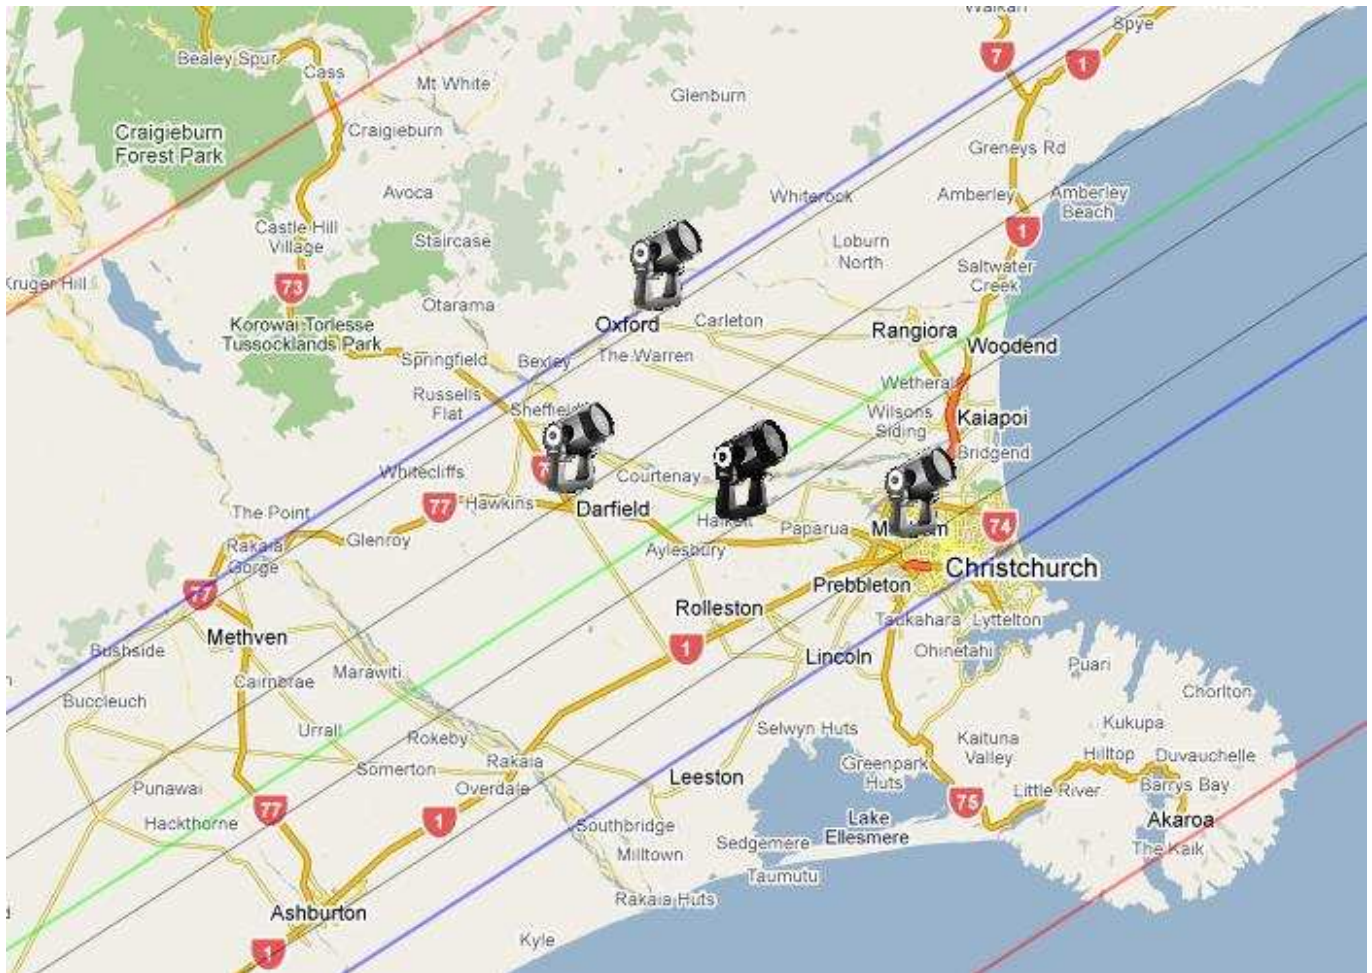 Waikari
Spye
7
1
Bealey Spur
Cass
Mt White
Glenburn
Craigieburn
Forest Park
Craigieburn
Greneys Rd
Avoca
Whiterock
Amberley
Amberley
Beach
Castle Hill
Village
Staircase
1
Loburn
North
Saltwater
Creek
Kruger Hill
73
Otarama
Korowai Torlesse
Tussocklands Park
Oxford
Carleton
Rangiora
Woodend
Springfield
Bexley
The Warren
Wetheral
Russells
Flat
Sheffield
Wilsons
Siding
Kaiapoi
Bridgend
Whitecliffs
Courtenay
77
Hawkins
Darfield
The Point
Halkett
Paparua
74
Glenroy
Aylesbury
Rakaia
Gorge
Christchurch
77
Prebbleton
Rolleston
Taukahara
Lyttelton
Methven
Bushside
1
Lincoln
Ohinetahi
Puari
Marawiti
Cairnbrae
Chorlton
Buccleuch
Urrall
Rokeby
Selwyn Huts
Kukupa
Kaituna
Valley
Hilltop
Duvauchelle
Somerton
Rakaia
Leeston
Greenpark
Huts
Barrys Bay
Punawai
Overdale
Little River
77
1
75
Hackthorne
Southbridge
Lake
Ellesmere
Akaroa
Sedgemere
The Kaik
Milltown
Taumutu
Rakaia Huts
Ashburton
Kyle
1